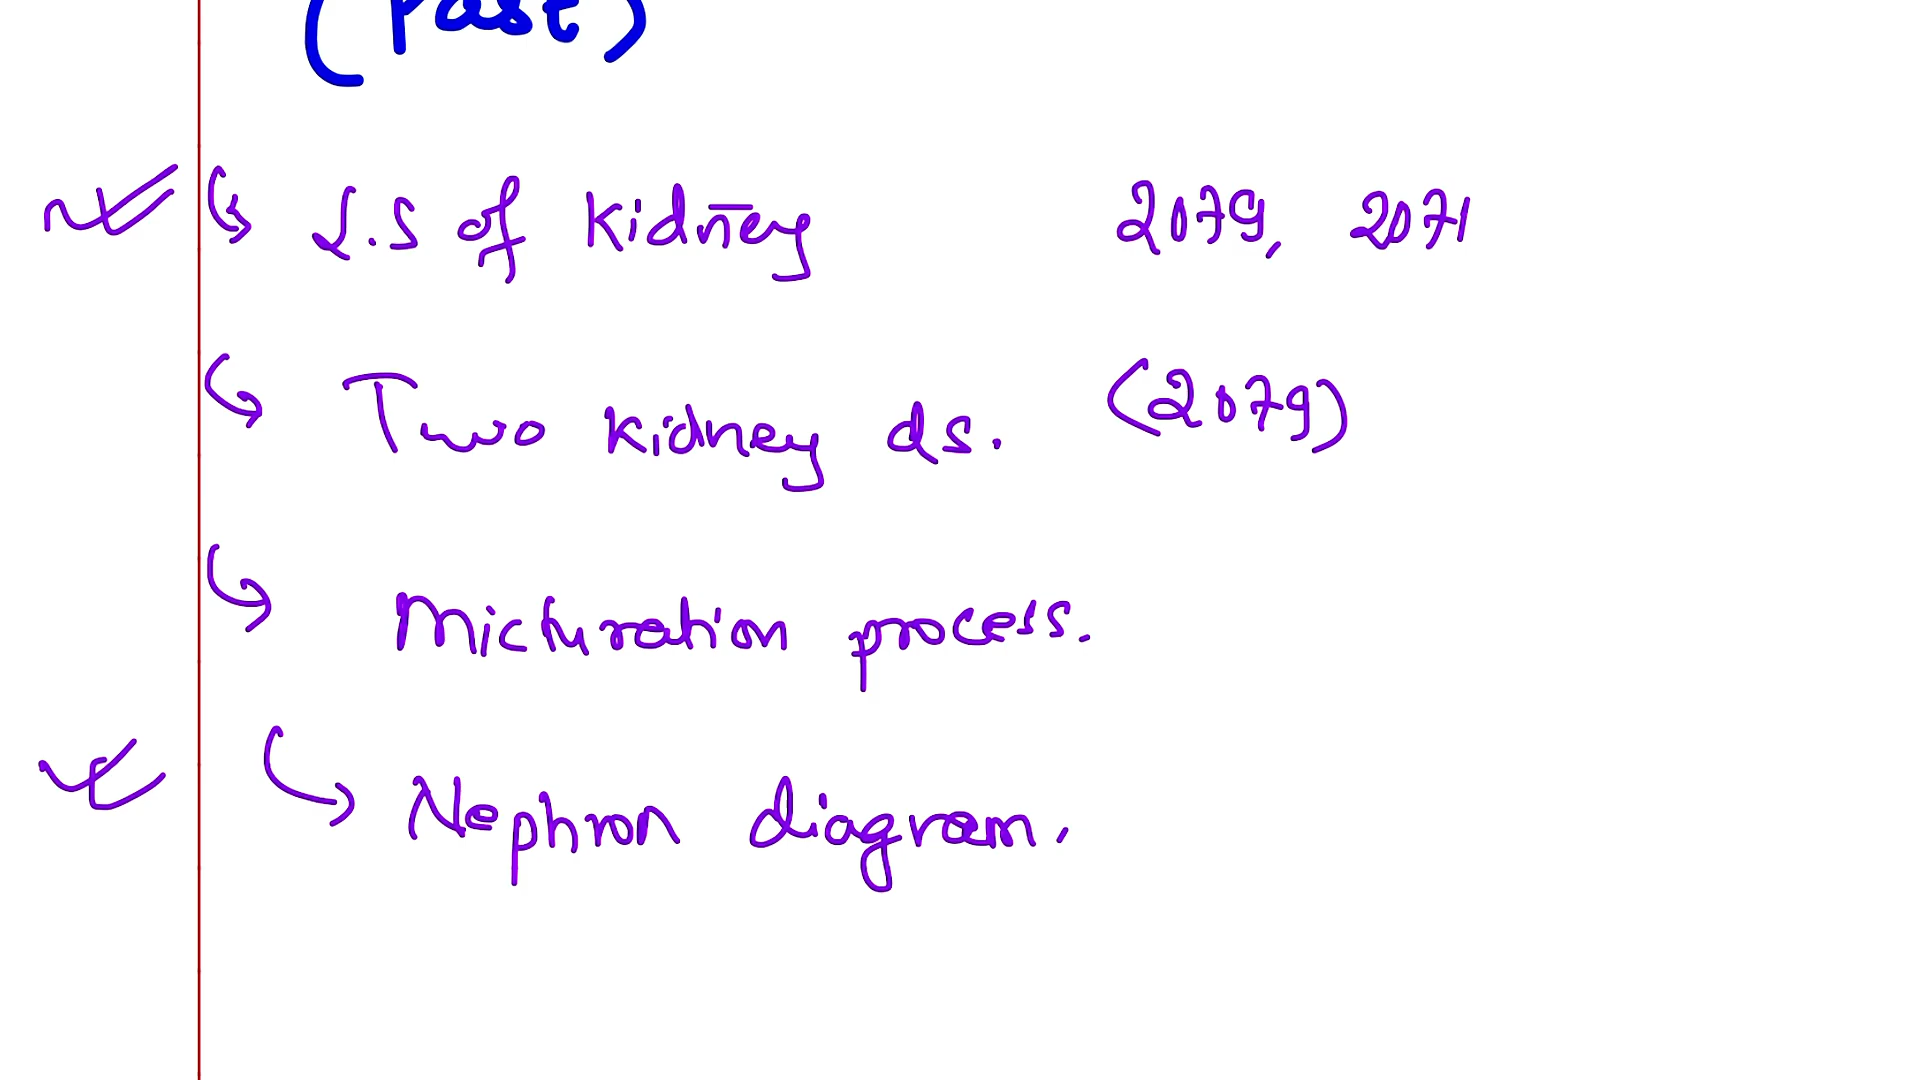 (Past)
L.S of kidney 2079, 2071
Two kidney ds. (2079)
Micturation process.
Nephron diagram.